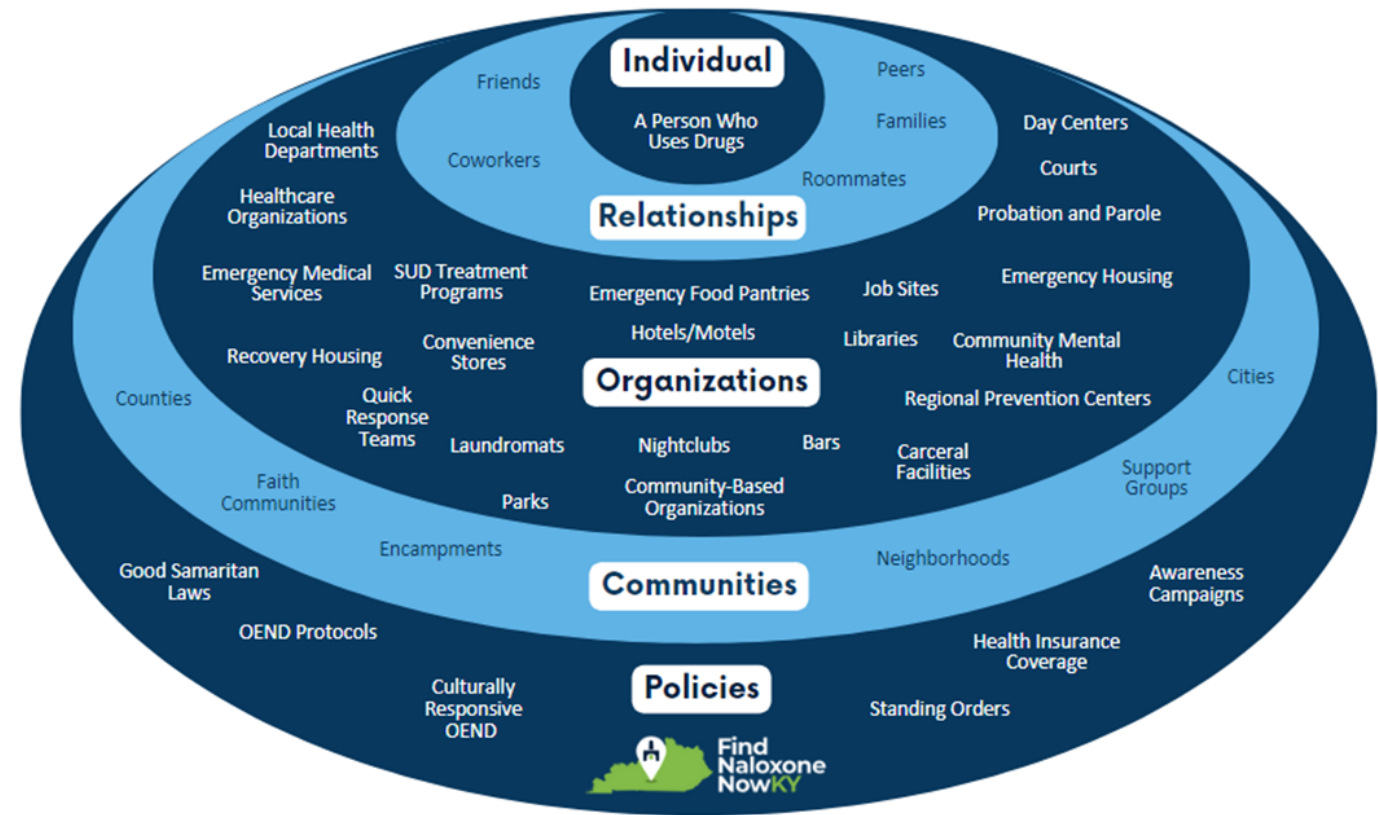 Individual
A Person Who
Uses Drugs
Friends
Peers
Families
Coworkers
Roommates
Relationships
Local Health
Departments
Healthcare
Organizations
Day Centers
Courts
Probation and Parole
Emergency Medical
Services
SUD Treatment
Programs
Emergency Food Pantries
Job Sites
Emergency Housing
Hotels/Motels
Libraries
Community Mental
Health
Recovery Housing
Convenience
Stores
Organizations
Quick
Response
Teams
Regional Prevention Centers
Laundromats
Nightclubs
Bars
Carceral
Facilities
Parks
Community-Based
Organizations
Counties
Cities
Faith
Communities
Support
Groups
Encampments
Neighborhoods
Communities
Good Samaritan
Laws
Awareness
Campaigns
OEND Protocols
Health Insurance
Coverage
Policies
Culturally
Responsive
OEND
Standing Orders
Find
Naloxone
NowKY